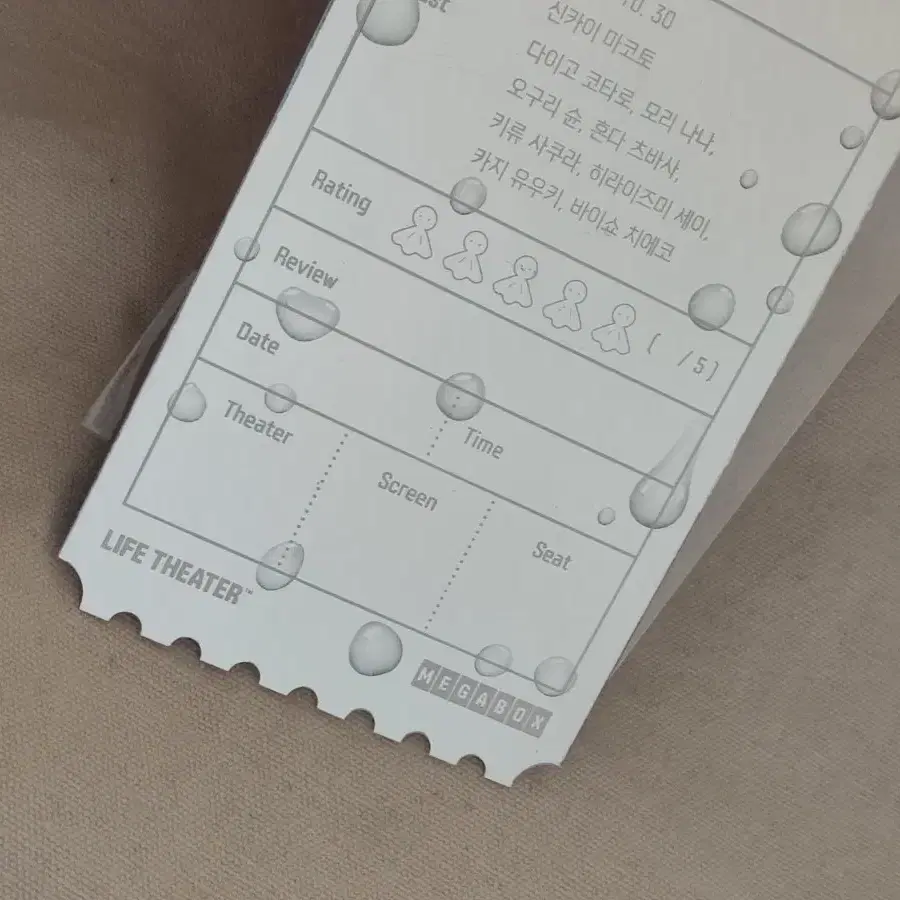 10. 30
신카이 마코토
다이고 코타로, 모리 나나,
오구리 슌, 혼다 츠바사,
키류 사쿠라, 히라이즈미 세이,
카지 유우키, 바이쇼 치에코
Rating
( /5)
Review
Date
Time
Theater
Screen
Seat
LIFE THEATER™
MEGABOX